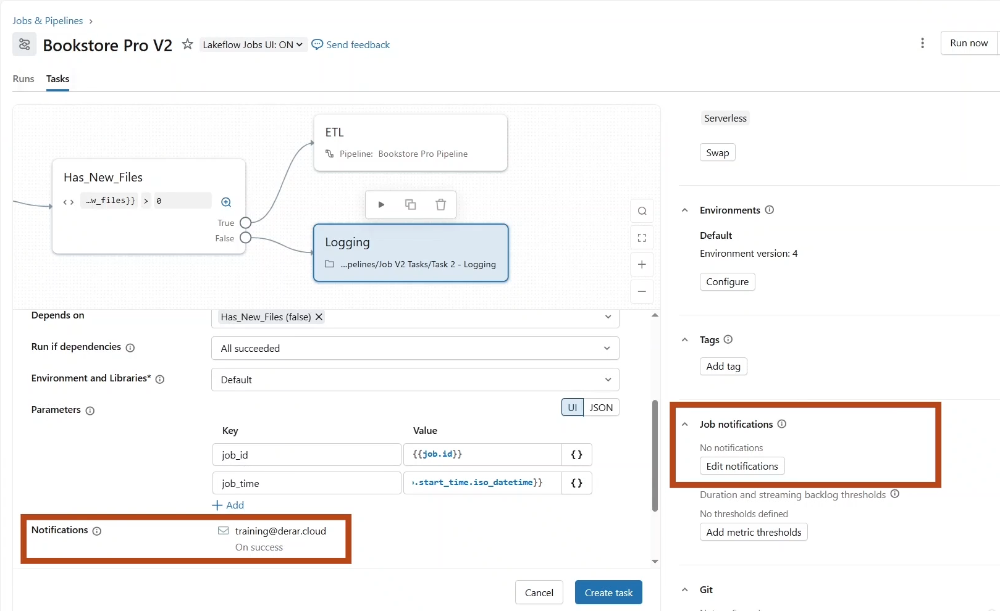 Jobs & Pipelines ›
Bookstore Pro V2
Lakeflow Jobs UI: ON
Send feedback
Run now
Runs
Tasks
Has_New_Files
…w_files}} > 0
True
False
ETL
Pipeline: Bookstore Pro Pipeline
Logging
…pelines/Job V2 Tasks/Task 2 - Logging
Depends on
Has_New_Files (false)
Run if dependencies
All succeeded
Environment and Libraries*
Default
Parameters
UI
JSON
Key
Value
job_id
{{job.id}}
{}
job_time
.start_time.iso_datetime}}
{}
+ Add
Notifications
training@derar.cloud
On success
Cancel
Create task
Serverless
Swap
Environments
Default
Environment version: 4
Configure
Tags
Add tag
Job notifications
No notifications
Edit notifications
Duration and streaming backlog thresholds
No thresholds defined
Add metric thresholds
Git